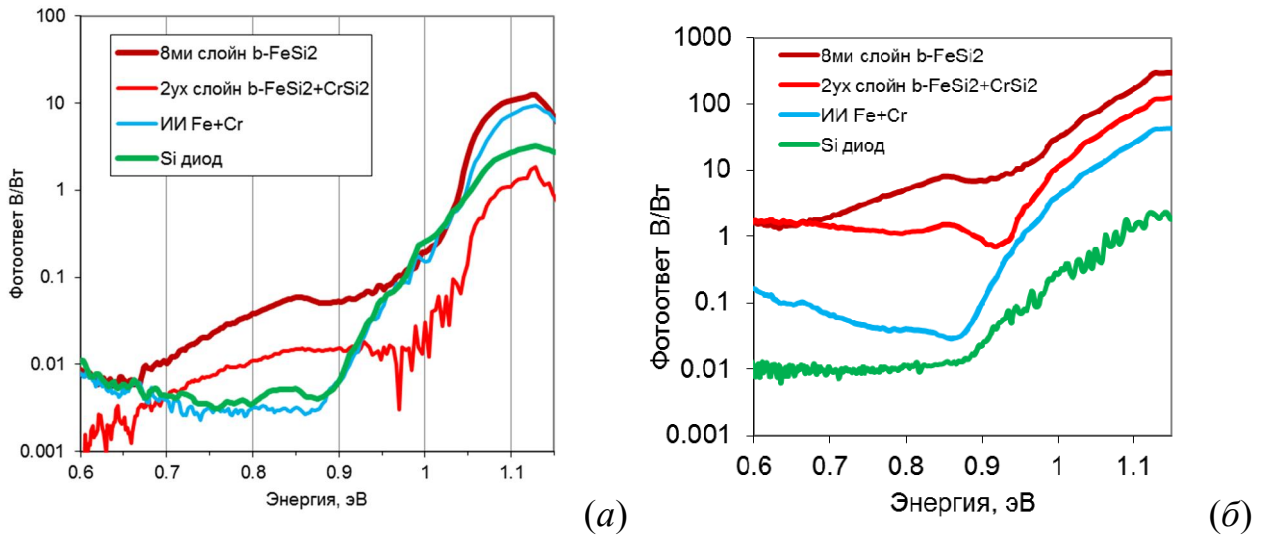 100
10
1
0.1
0.01
0.001
0.6
0.7
0.8
0.9
1
1.1
Фотоответ В/Вт
Энергия, эВ
8ми слойн b-FeSi2
2ух слойн b-FeSi2+CrSi2
ИИ Fe+Cr
Si диод
(а)
1000
100
10
1
0.1
0.01
0.001
0.6
0.7
0.8
0.9
1
1.1
Фотоответ В/Вт
Энергия, эВ
8ми слойн b-FeSi2
2ух слойн b-FeSi2+CrSi2
ИИ Fe+Cr
Si диод
(б)